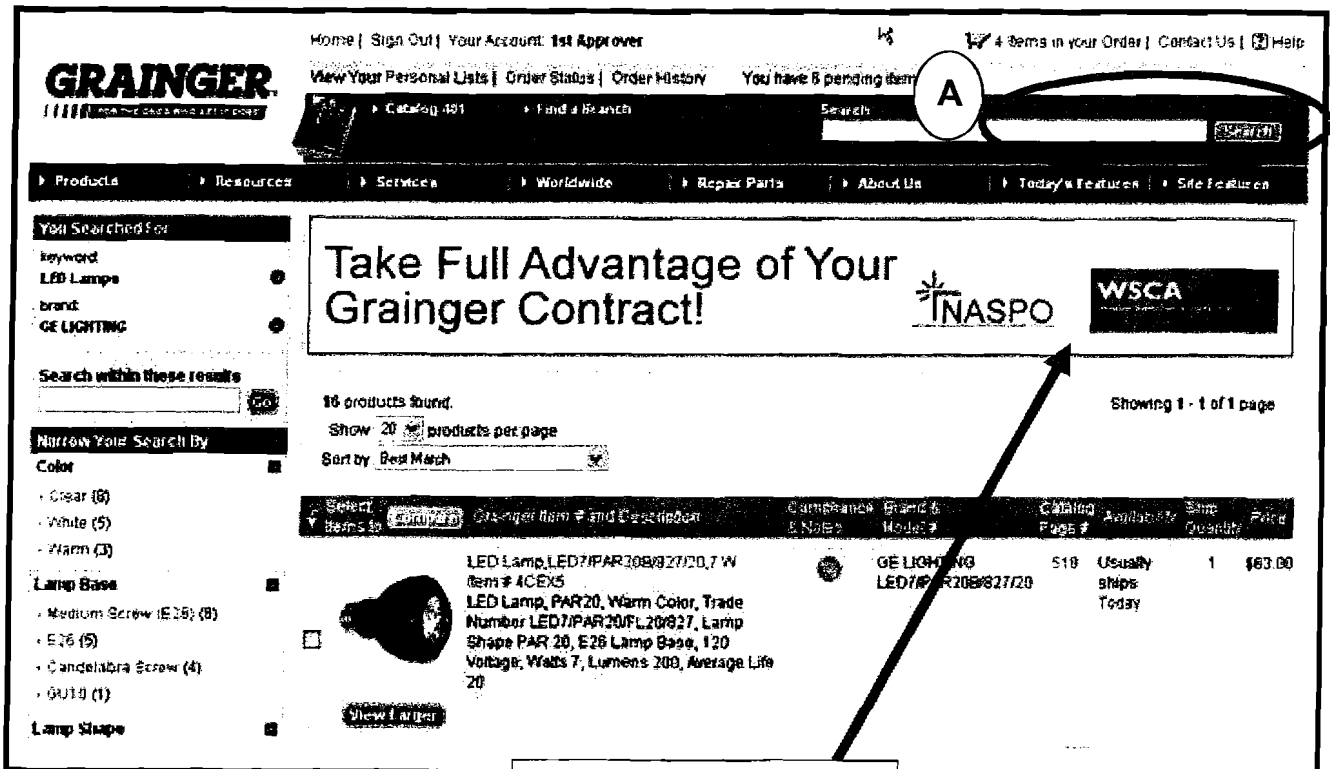 Home | Sign Out | Your Account: 1st Approver
4 Items in your Order | Contact Us | Help
GRAINGER
View Your Personal Lists | Order Status | Order History
You have 6 pending item
A
Catalog 401
Find a Branch
Search
Search
Products
Resources
Services
Worldwide
Repair Parts
About Us
Today's Features
Site Features
You Searched For
keyword:
LED Lamps
brand:
GE LIGHTING
Take Full Advantage of Your
Grainger Contract!
NASPO
WSCA
Search within these results
Go
16 products found.
Showing 1 - 1 of 1 page
Show 20 products per page
Sort by Best Match
Narrow Your Search By
Color
Clear (8)
White (5)
Warm (3)
Lamp Base
Medium Screw (E26) (8)
E26 (5)
Candelabra Screw (4)
GU10 (1)
Lamp Shape
Select Items to Compare
Grainger Item # and Description
Compliance & Notes
Brand & Model #
Catalog Page #
Availability
Ship Quantity
Price
LED Lamp,LED7/PAR20B/827/20,7 W
Item # 4CEX5
LED Lamp, PAR20, Warm Color, Trade
Number LED7/PAR20/FL20/827, Lamp
Shape PAR 20, E26 Lamp Base, 120
Voltage, Watts 7, Lumens 200, Average Life
20
GE LIGHTING
LED7/PAR20B/827/20
518
Usually
ships
Today
1
$63.00
View Larger